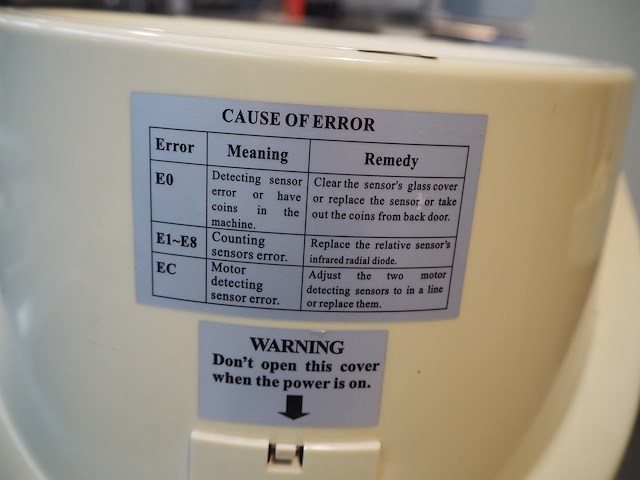 CAUSE OF ERROR
Error Meaning Remedy
E0
Detecting sensor
error or have
coins in the
machine.
Clear the sensor's glass cover
or replace the sensor or take
out the coins from back door.
E1~E8
Counting
sensors error.
Replace the relative sensor's
infrared radial diode.
EC
Motor
detecting
sensor error.
Adjust the two motor
detecting sensors to in a line
or replace them.
WARNING
Don't open this cover
when the power is on.